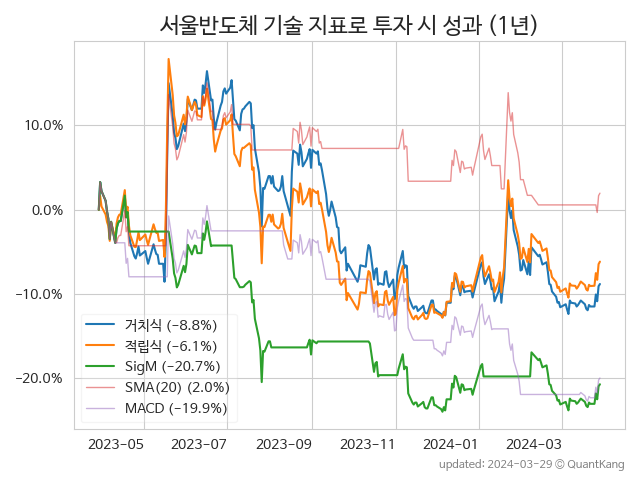 서울반도체 기술 지표로 투자 시 성과 (1년)
10.0%
0.0%
−10.0%
−20.0%
거치식 (−8.8%)
적립식 (−6.1%)
SigM (−20.7%)
SMA(20) (2.0%)
MACD (−19.9%)
2023−05 2023−07 2023−09 2023−11 2024−01 2024−03
updated: 2024−03−29 © QuantKang